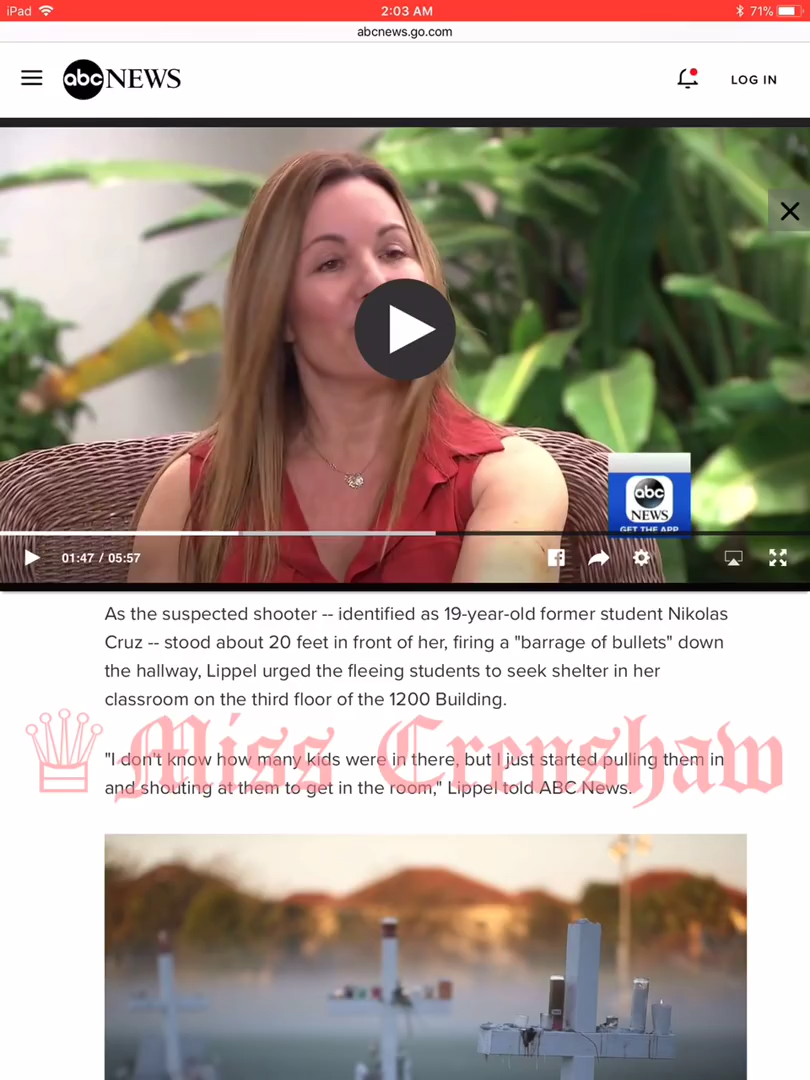 iPad 2:03 AM 71%
abcnews.go.com
abc NEWS LOG IN
abc
NEWS
GET THE APP
01:47 / 05:57
As the suspected shooter -- identified as 19-year-old former student Nikolas
Cruz -- stood about 20 feet in front of her, firing a "barrage of bullets" down
the hallway, Lippel urged the fleeing students to seek shelter in her
classroom on the third floor of the 1200 Building.
Miss Crenshaw
"I don't know how many kids were in there, but I just started pulling them in
and shouting at them to get in the room," Lippel told ABC News.